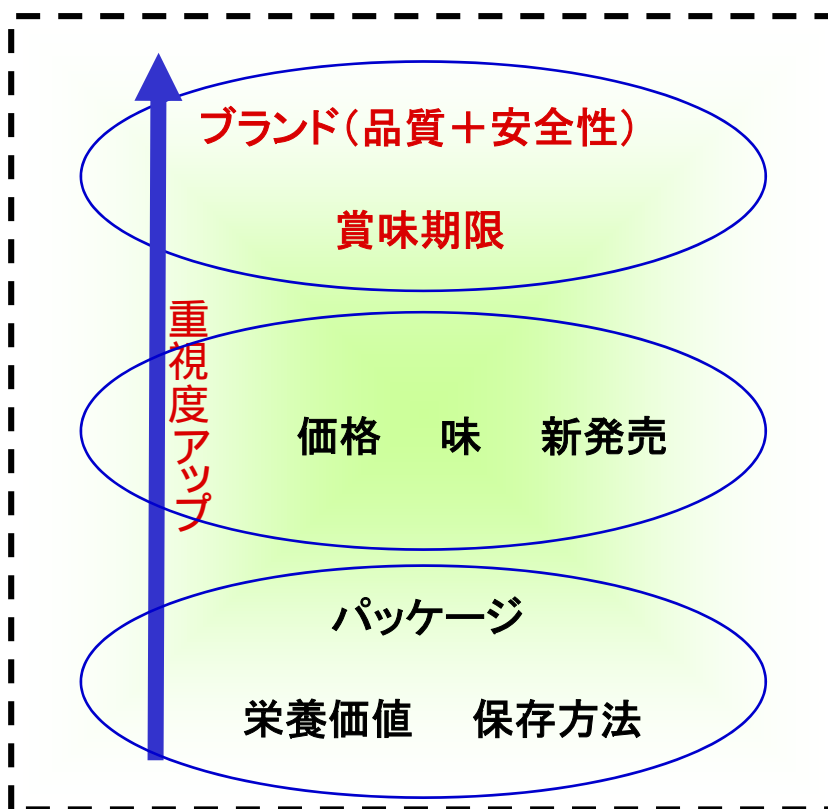 ブランド（品質＋安全性）
賞味期限
重視度アップ
価格　味　新発売
パッケージ
栄養価値　保存方法